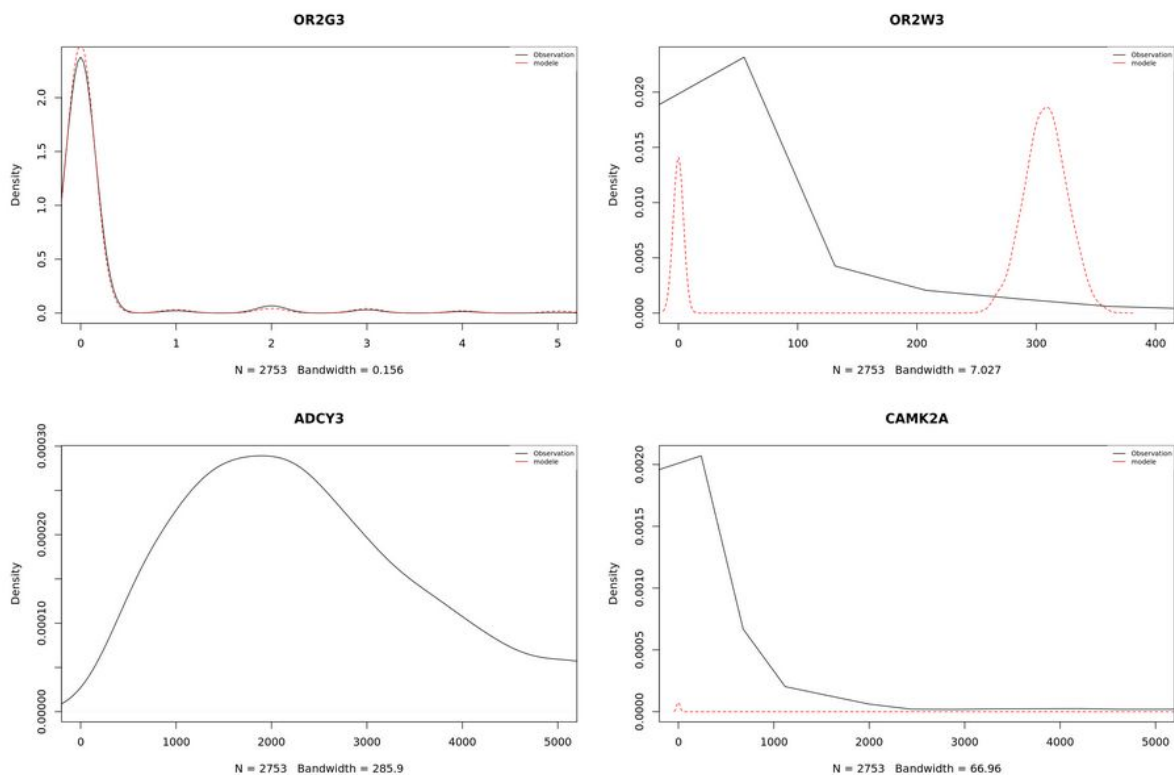 OR2G3
Observation
modele
Density
0.0
0.5
1.0
1.5
2.0
0 1 2 3 4 5
N = 2753 Bandwidth = 0.156
OR2W3
Observation
modele
Density
0.000
0.005
0.010
0.015
0.020
0 100 200 300 400
N = 2753 Bandwidth = 7.027
ADCY3
Observation
modele
Density
0.00000
0.00010
0.00020
0.00030
0 1000 2000 3000 4000 5000
N = 2753 Bandwidth = 285.9
CAMK2A
Observation
modele
Density
0.0000
0.0005
0.0010
0.0015
0.0020
0 1000 2000 3000 4000 5000
N = 2753 Bandwidth = 66.96